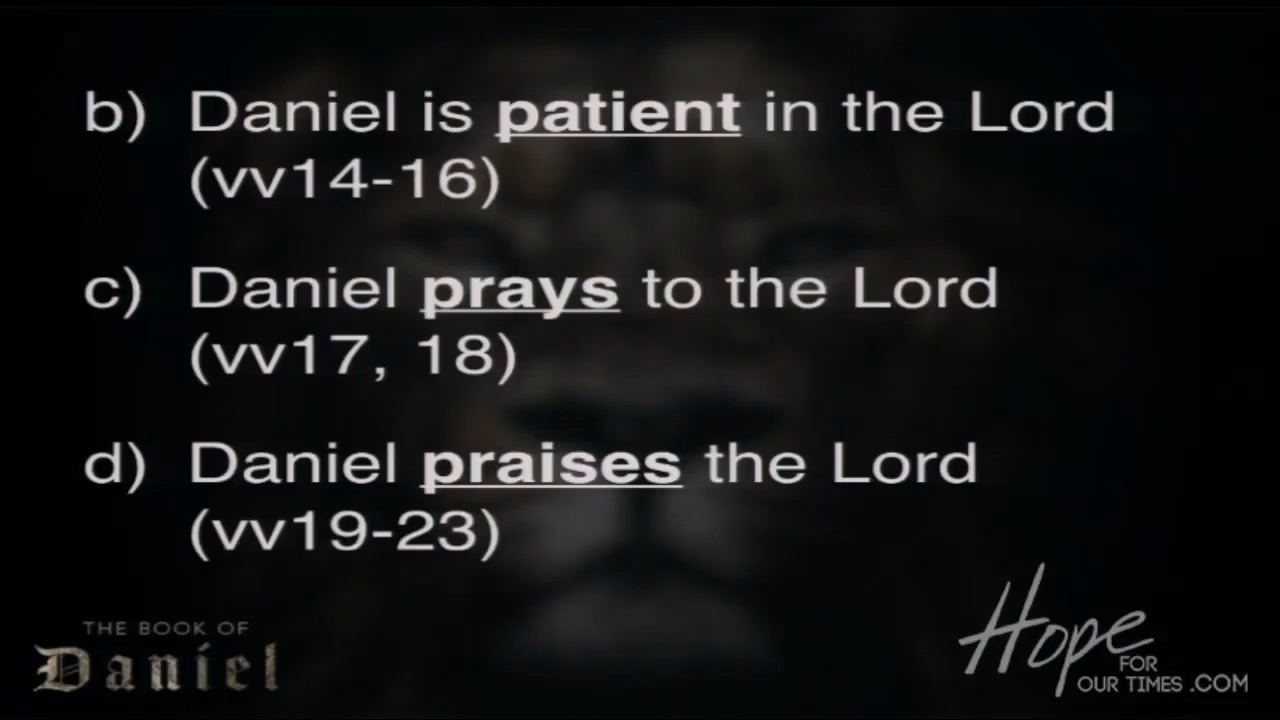 b) Daniel is patient in the Lord
(vv14-16)
c) Daniel prays to the Lord
(vv17, 18)
d) Daniel praises the Lord
(vv19-23)
THE BOOK OF
Daniel
Hope
FOR
OUR TIMES .COM